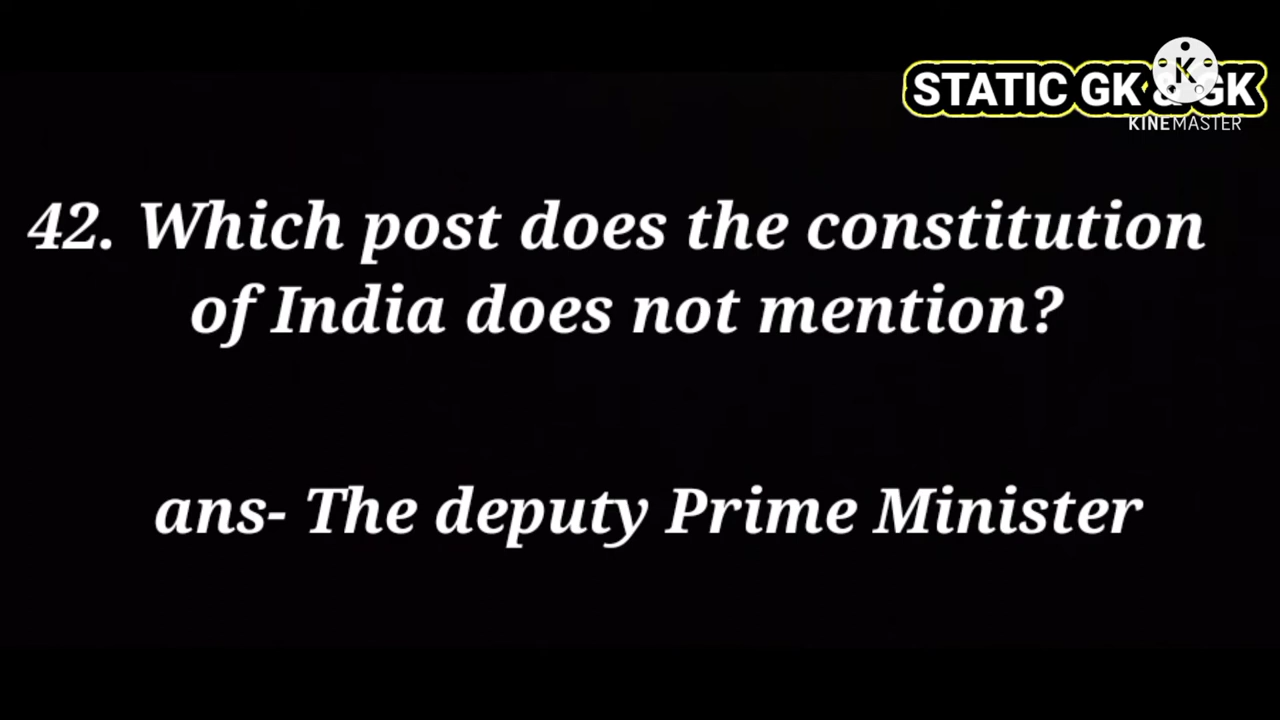 STATIC GK & GK
KINEMASTER
42. Which post does the constitution
of India does not mention?
ans- The deputy Prime Minister